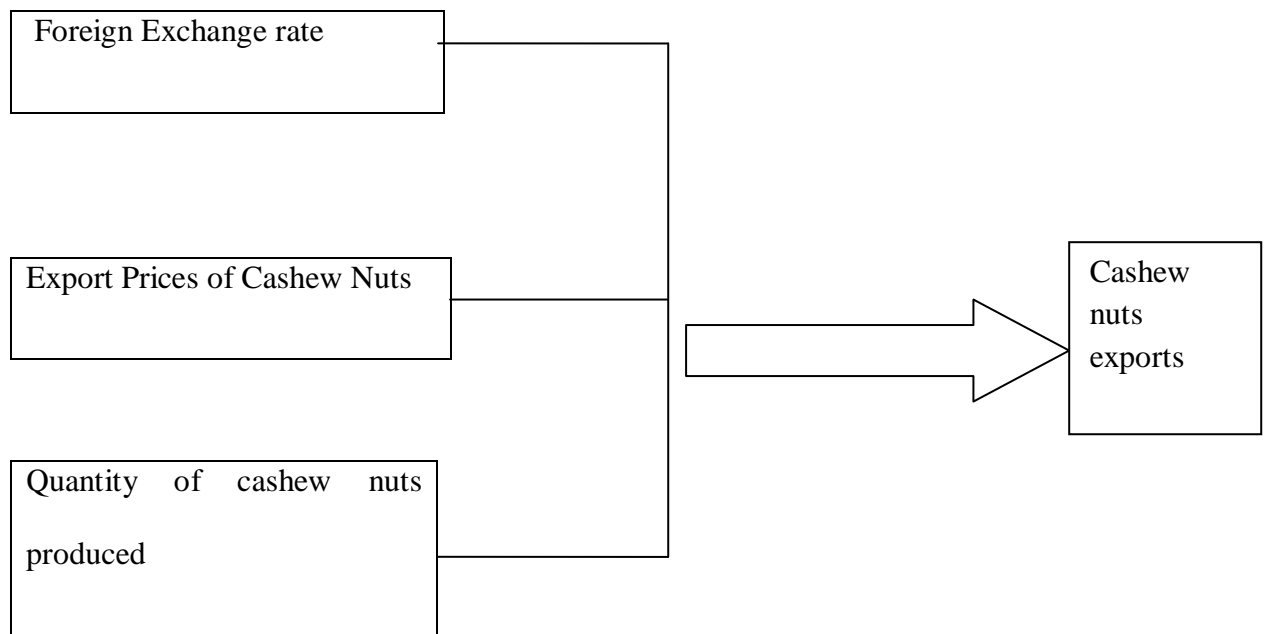 Foreign Exchange rate
Export Prices of Cashew Nuts
Cashew
nuts
exports
Quantity of cashew nuts
produced